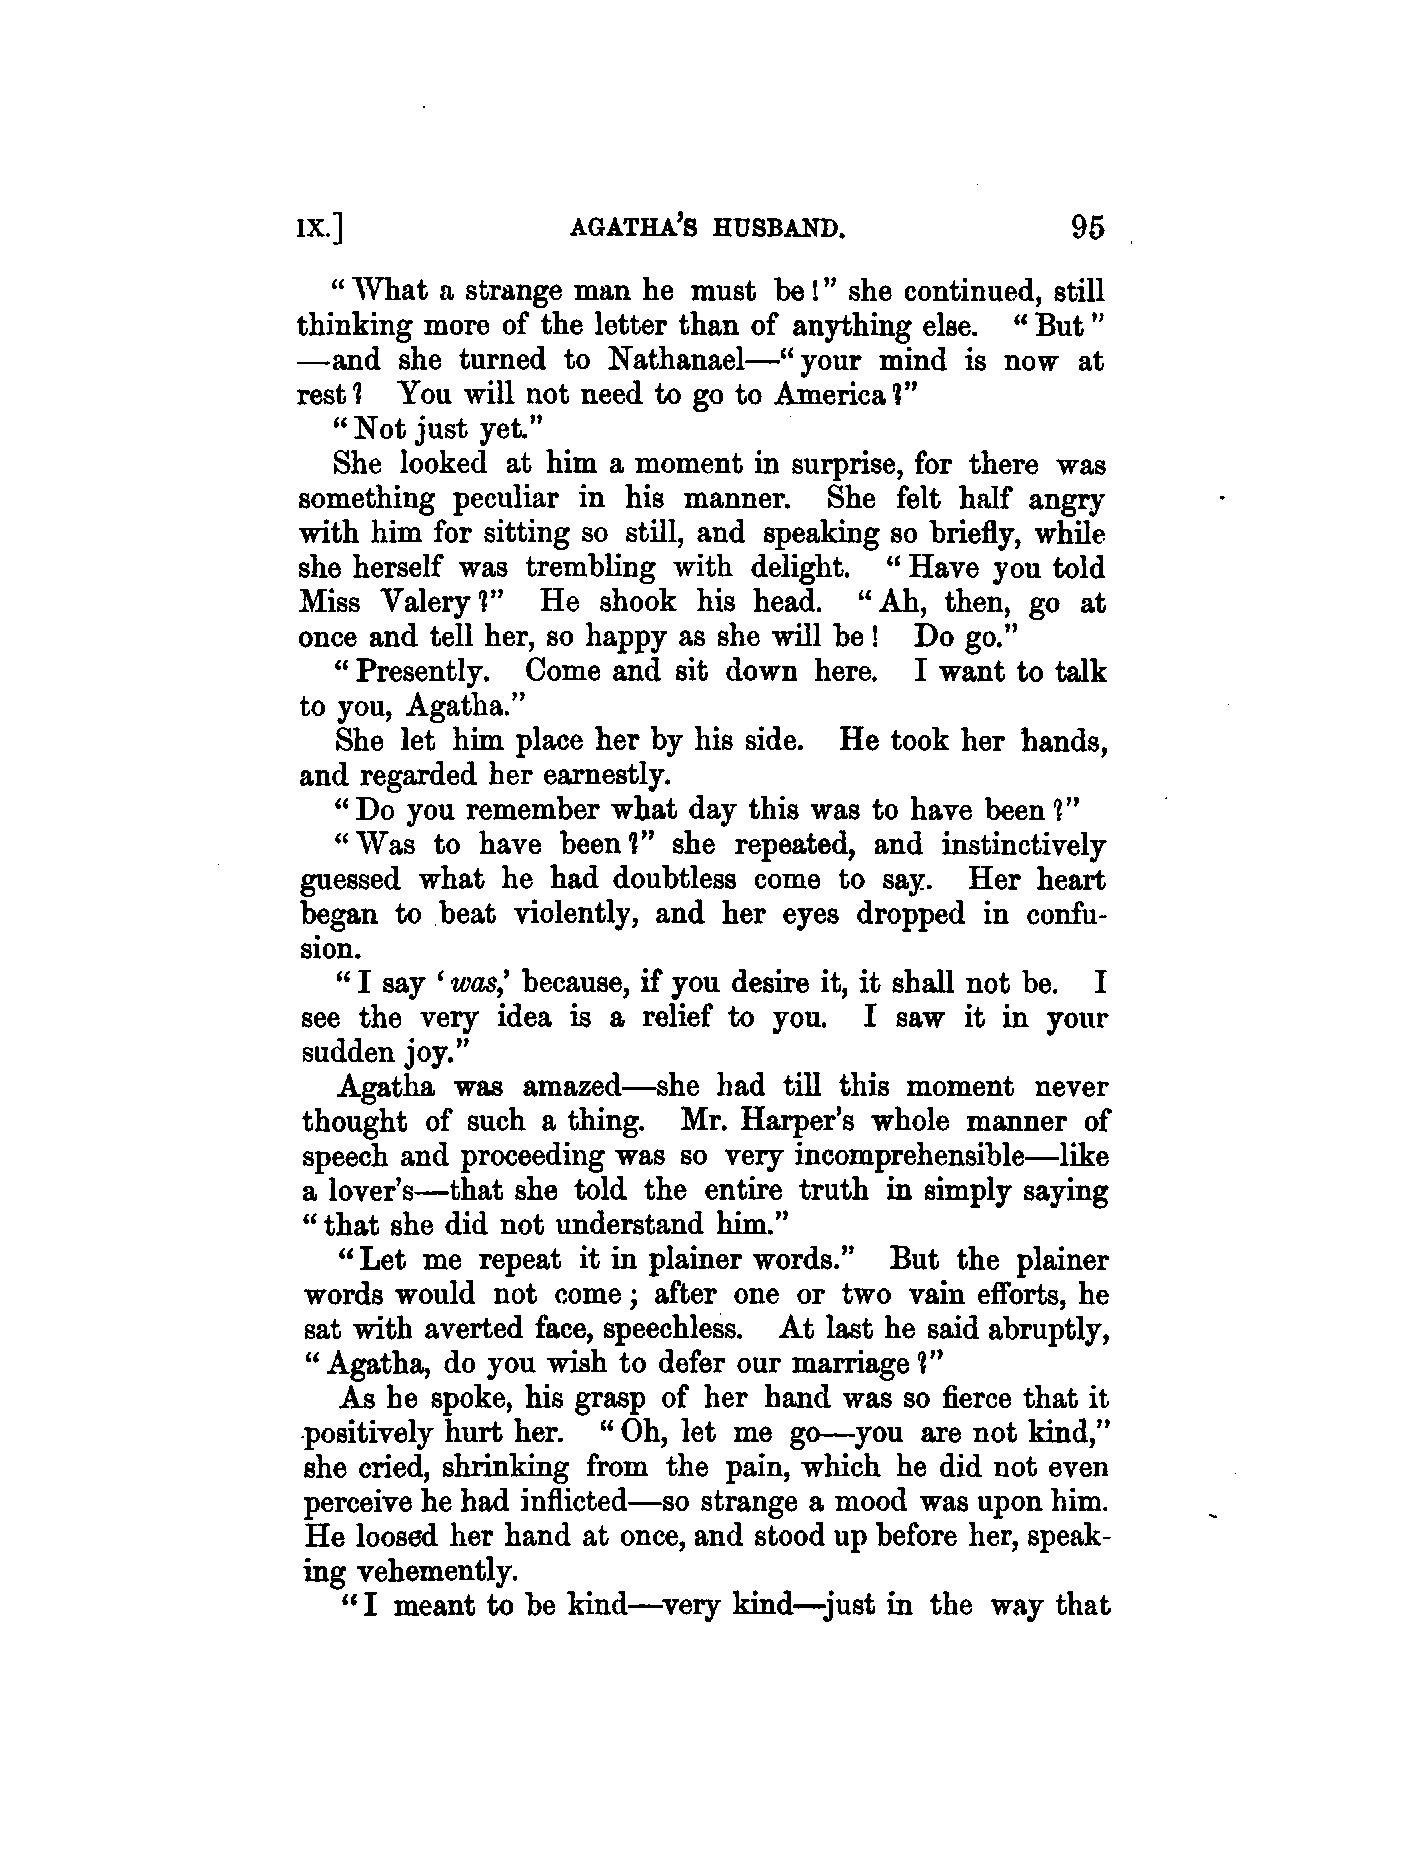 IX.] AGATHA'S HUSBAND. 95
"What a strange man he must be!" she continued, still
thinking more of the letter than of anything else. "But"
—and she turned to Nathanael—"your mind is now at
rest? You will not need to go to America?"
"Not just yet."
She looked at him a moment in surprise, for there was
something peculiar in his manner. She felt half angry
with him for sitting so still, and speaking so briefly, while
she herself was trembling with delight. "Have you told
Miss Valery?" He shook his head. "Ah, then, go at
once and tell her, so happy as she will be! Do go."
"Presently. Come and sit down here. I want to talk
to you, Agatha."
She let him place her by his side. He took her hands,
and regarded her earnestly.
"Do you remember what day this was to have been?"
"Was to have been?" she repeated, and instinctively
guessed what he had doubtless come to say. Her heart
began to beat violently, and her eyes dropped in confu-
sion.
"I say 'was,' because, if you desire it, it shall not be. I
see the very idea is a relief to you. I saw it in your
sudden joy."
Agatha was amazed—she had till this moment never
thought of such a thing. Mr. Harper's whole manner of
speech and proceeding was so very incomprehensible—like
a lover's—that she told the entire truth in simply saying
"that she did not understand him."
"Let me repeat it in plainer words." But the plainer
words would not come; after one or two vain efforts, he
sat with averted face, speechless. At last he said abruptly,
"Agatha, do you wish to defer our marriage?"
As he spoke, his grasp of her hand was so fierce that it
positively hurt her. "Oh, let me go—you are not kind,"
she cried, shrinking from the pain, which he did not even
perceive he had inflicted—so strange a mood was upon him.
He loosed her hand at once, and stood up before her, speak-
ing vehemently.
"I meant to be kind—very kind—just in the way that